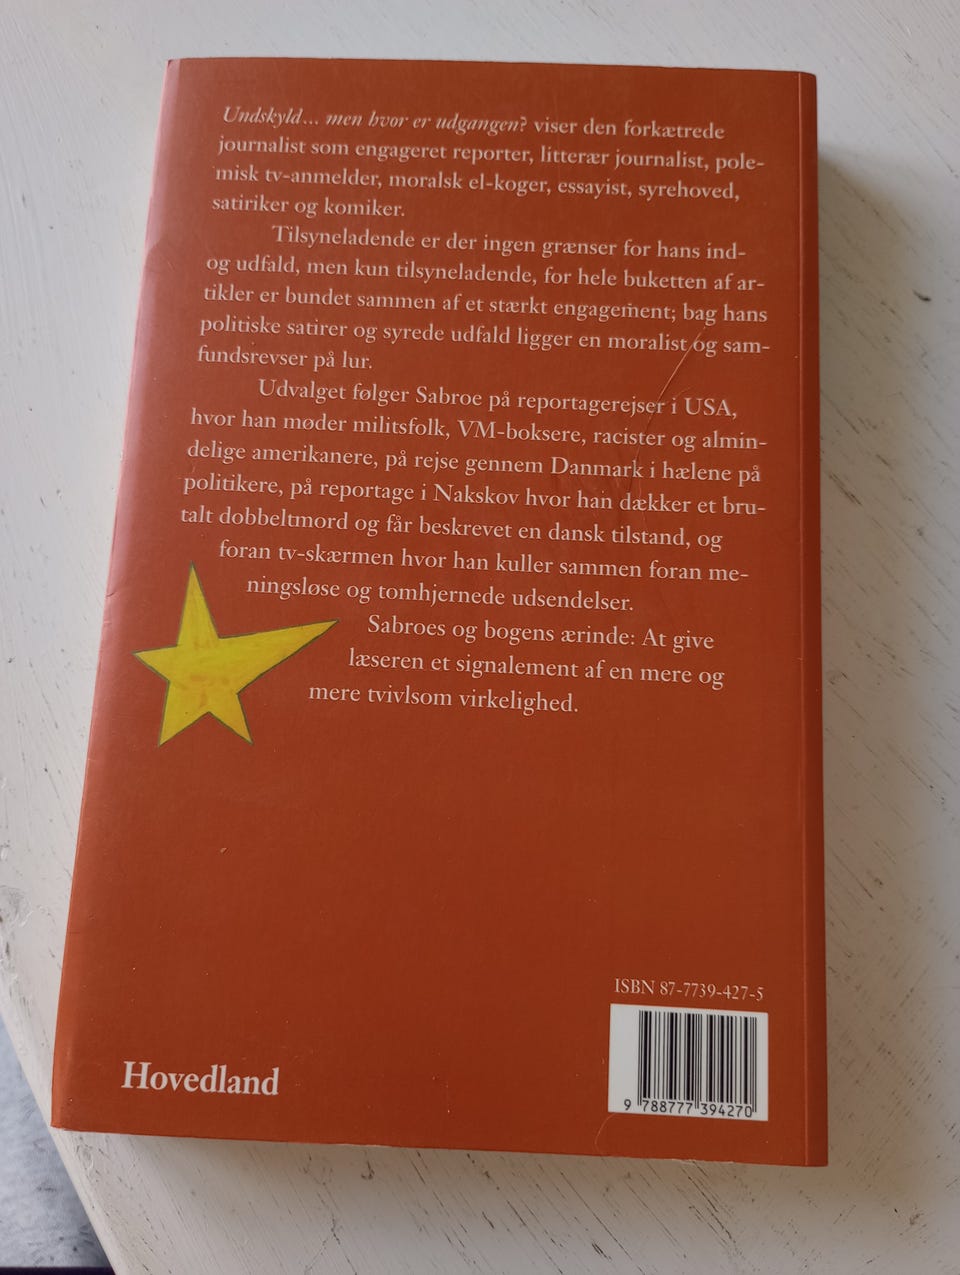 Undskyld... men hvor er udgangen? viser den forkætrede
journalist som engageret reporter, litterær journalist, pole-
misk tv-anmelder, moralsk el-koger, essayist, syrehoved,
satiriker og komiker.
Tilsyneladende er der ingen grænser for hans ind-
og udfald, men kun tilsyneladende, for hele buketten af ar-
tikler er bundet sammen af et stærkt engagement; bag hans
politiske satirer og syrede udfald ligger en moralist og sam-
fundsrevser på lur.
Udvalget følger Sabroe på reportagerejser i USA,
hvor han møder militsfolk, VM-boksere, racister og almin-
delige amerikanere, på rejse gennem Danmark i hælene på
politikere, på reportage i Nakskov hvor han dækker et bru-
talt dobbeltmord og får beskrevet en dansk tilstand, og
foran tv-skærmen hvor han kuller sammen foran me-
ningsløse og tomhjernede udsendelser.
Sabroes og bogens ærinde: At give
læseren et signalement af en mere og
mere tvivlsom virkelighed.
ISBN 87-7739-427-5
9 788777 394270
Hovedland